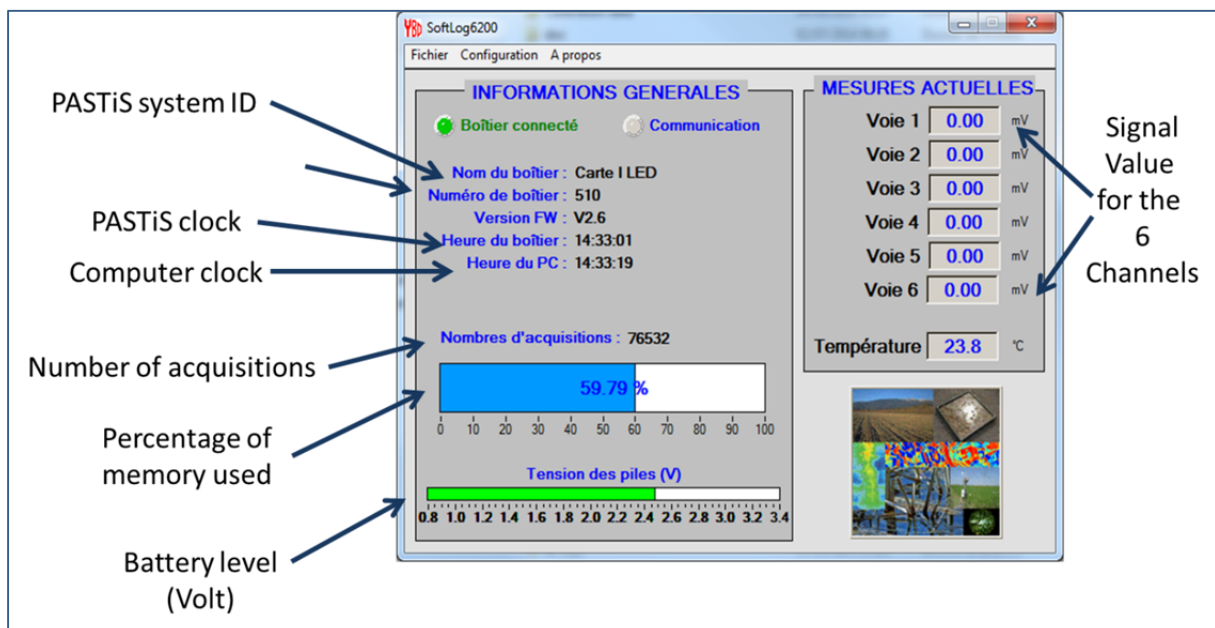 YBD SoftLog6200
Fichier Configuration A propos
INFORMATIONS GENERALES
Boîtier connecté Communication
Nom du boîtier : Carte I LED
Numéro de boîtier : 510
Version FW : V2.6
Heure du boîtier : 14:33:01
Heure du PC : 14:33:19
Nombres d'acquisitions : 76532
59.79 %
0 10 20 30 40 50 60 70 80 90 100
Tension des piles (V)
0.8 1.0 1.2 1.4 1.6 1.8 2.0 2.2 2.4 2.6 2.8 3.0 3.2 3.4
MESURES ACTUELLES
Voie 1 0.00 mV
Voie 2 0.00 mV
Voie 3 0.00 mV
Voie 4 0.00 mV
Voie 5 0.00 mV
Voie 6 0.00 mV
Température 23.8 °C
PASTiS system ID
PASTiS clock
Computer clock
Number of acquisitions
Percentage of
memory used
Battery level
(Volt)
Signal
Value
for the
6
Channels